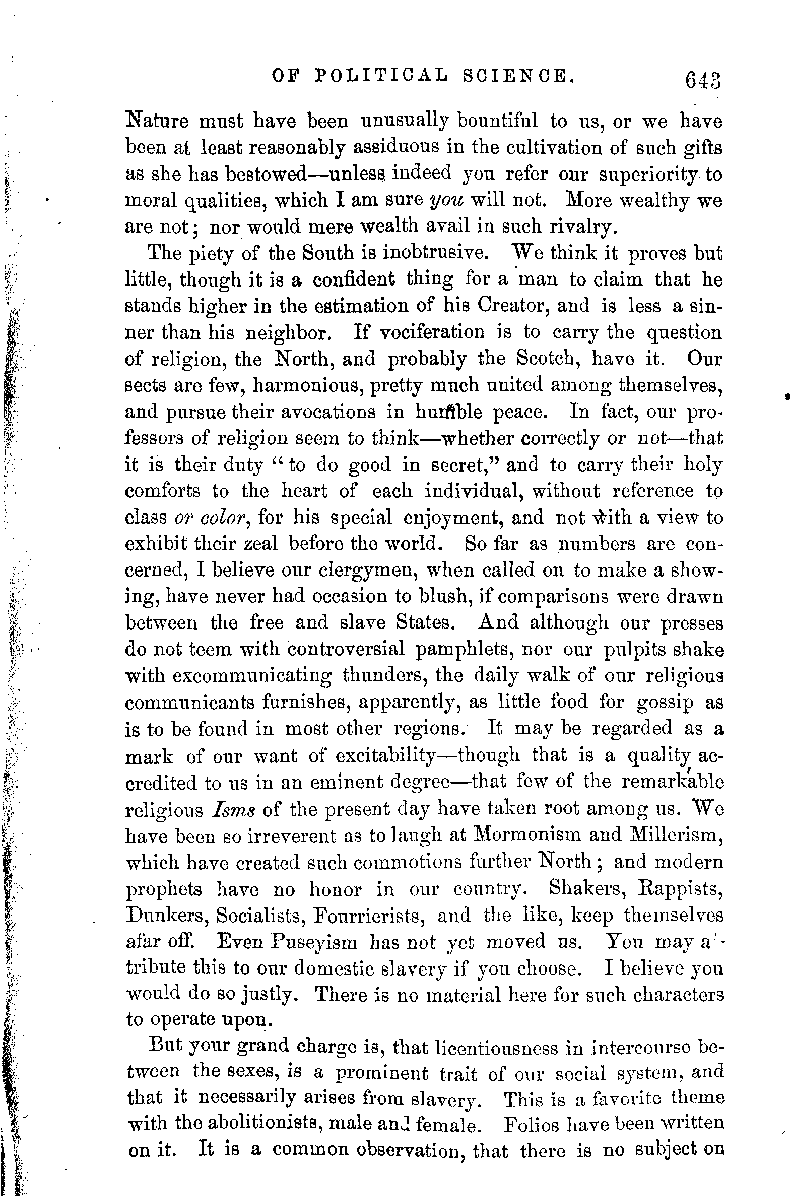 OF POLITICAL SCIENCE. 643
Nature must have been unusually bountiful to us, or we have
been at least reasonably assiduous in the cultivation of such gifts
as she has bestowed—unless indeed you refer our superiority to
moral qualities, which I am sure you will not. More wealthy we
are not; nor would mere wealth avail in such rivalry.
The piety of the South is inobtrusive. We think it proves but
little, though it is a confident thing for a man to claim that he
stands higher in the estimation of his Creator, and is less a sin-
ner than his neighbor. If vociferation is to carry the question
of religion, the North, and probably the Scotch, have it. Our
sects are few, harmonious, pretty much united among themselves,
and pursue their avocations in humble peace. In fact, our pro-
fessors of religion seem to think—whether correctly or not—that
it is their duty “to do good in secret,” and to carry their holy
comforts to the heart of each individual, without reference to
class or color, for his special enjoyment, and not with a view to
exhibit their zeal before the world. So far as numbers are con-
cerned, I believe our clergymen, when called on to make a show-
ing, have never had occasion to blush, if comparisons were drawn
between the free and slave States. And although our presses
do not teem with controversial pamphlets, nor our pulpits shake
with excommunicating thunders, the daily walk of our religious
communicants furnishes, apparently, as little food for gossip as
is to be found in most other regions. It may be regarded as a
mark of our want of excitability—though that is a quality ac-
credited to us in an eminent degree—that few of the remarkable
religious Isms of the present day have taken root among us. We
have been so irreverent as to laugh at Mormonism and Millerism,
which have created such commotions further North; and modern
prophets have no honor in our country. Shakers, Rappists,
Dunkers, Socialists, Fourrierists, and the like, keep themselves
afar off. Even Puseyism has not yet moved us. You may at-
tribute this to our domestic slavery if you choose. I believe you
would do so justly. There is no material here for such characters
to operate upon.
But your grand charge is, that licentiousness in intercourse be-
tween the sexes, is a prominent trait of our social system, and
that it necessarily arises from slavery. This is a favorite theme
with the abolitionists, male and female. Folios have been written
on it. It is a common observation, that there is no subject on